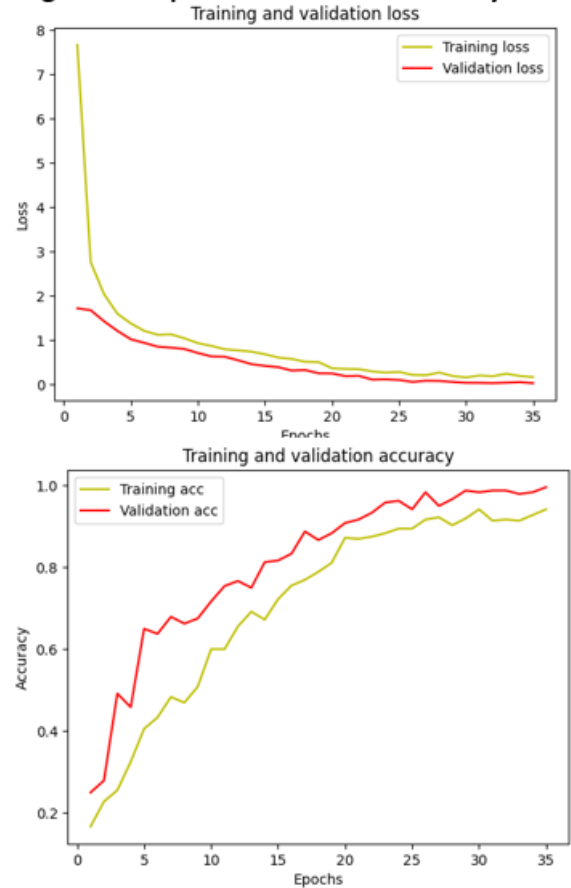 Training and validation loss
8
7
6
5
4
3
2
1
0
Loss
Training loss
Validation loss
0 5 10 15 20 25 30 35
Epochs
Training and validation accuracy
1.0
0.8
0.6
0.4
0.2
Accuracy
Training acc
Validation acc
0 5 10 15 20 25 30 35
Epochs